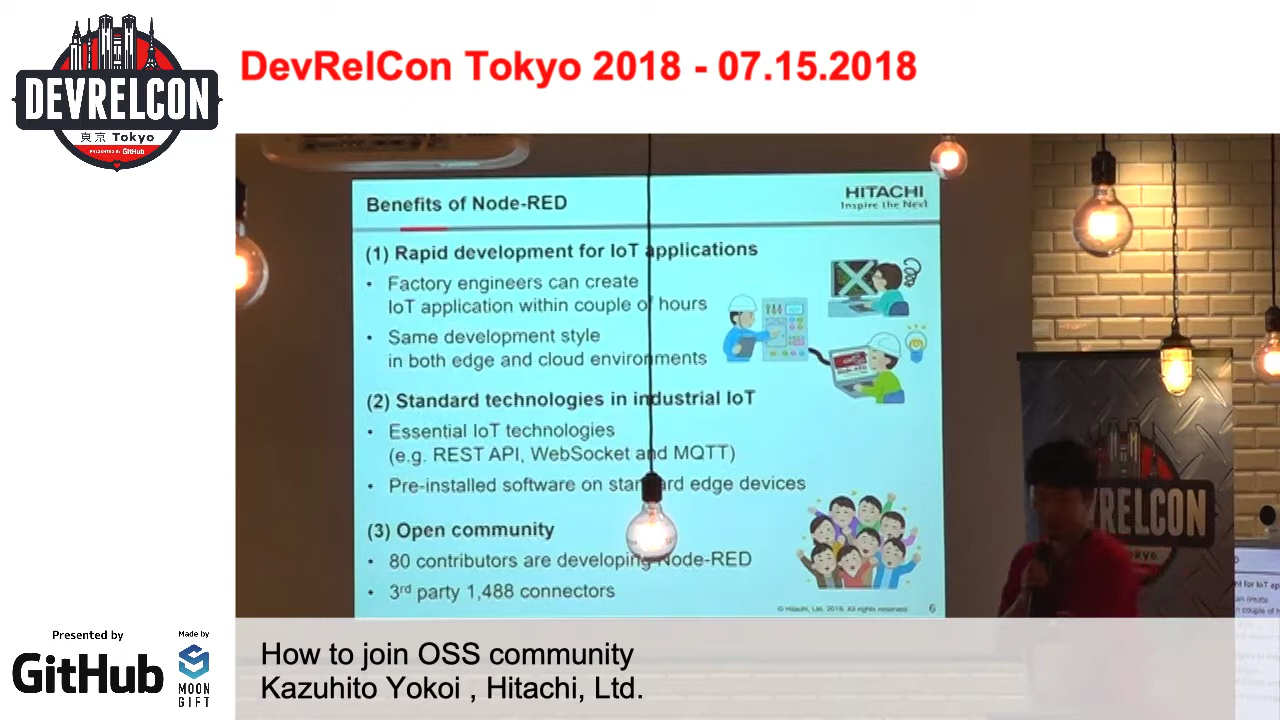 DEVRELCON
東京 Tokyo
PRESENTED BY GitHub
DevRelCon Tokyo 2018 - 07.15.2018
Benefits of Node-RED
HITACHI
Inspire the Next
(1) Rapid development for IoT applications
• Factory engineers can create
IoT application within couple of hours
• Same development style
in both edge and cloud environments
(2) Standard technologies in industrial IoT
• Essential IoT technologies
(e.g. REST API, WebSocket and MQTT)
• Pre-installed software on standard edge devices
(3) Open community
• 80 contributors are developing Node-RED
• 3rd party 1,488 connectors
© Hitachi, Ltd. 2018. All rights reserved.
6
Presented by
GitHub
Made by
MOON
GIFT
How to join OSS community
Kazuhito Yokoi , Hitachi, Ltd.